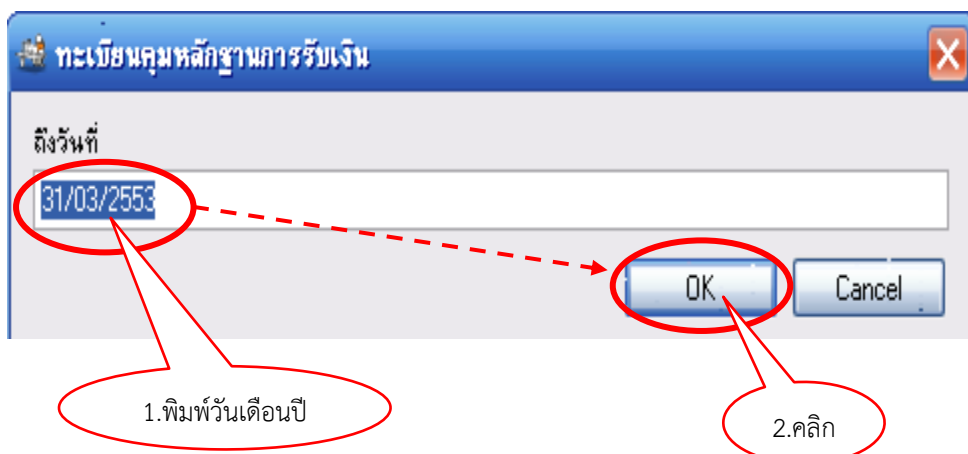 ทะเบียนคุมหลักฐานการรับเงิน
ถึงวันที่
31/03/2553
OK Cancel
1.พิมพ์วันเดือนปี
2.คลิก